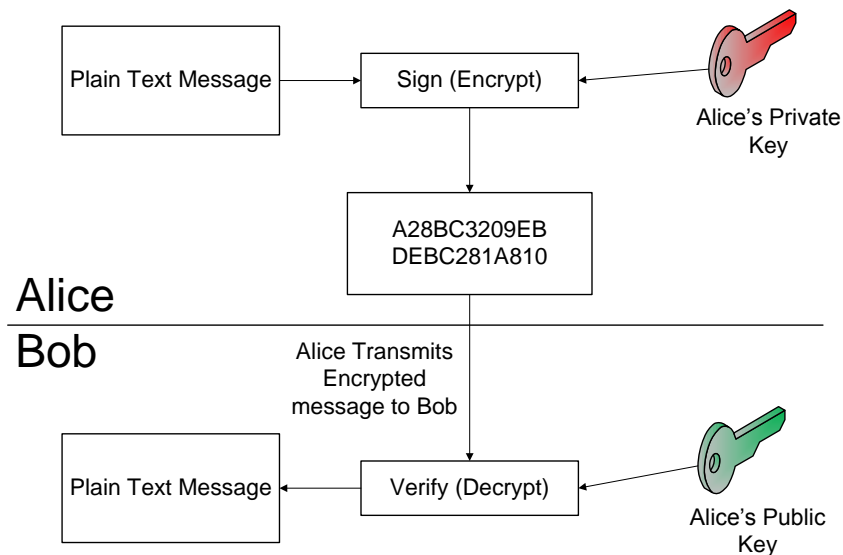 Plain Text Message
Sign (Encrypt)
Alice’s Private
Key
A28BC3209EB
DEBC281A810
Alice
Bob
Alice Transmits
Encrypted
message to Bob
Plain Text Message
Verify (Decrypt)
Alice’s Public
Key